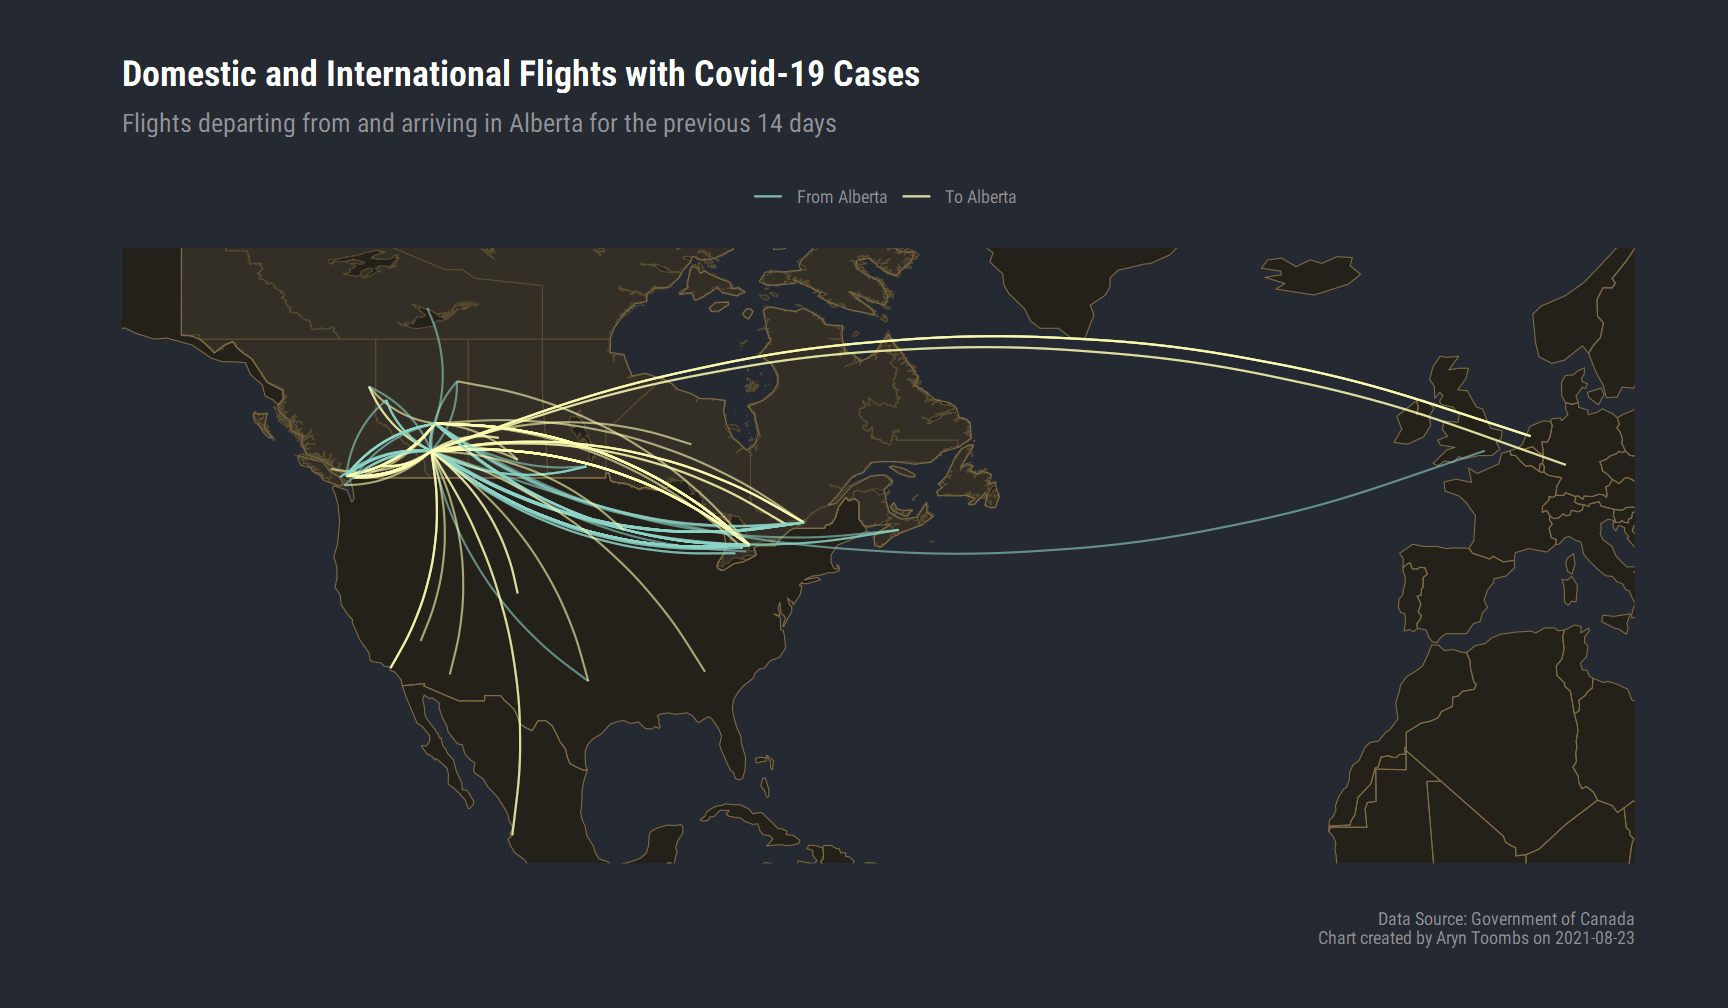 Domestic and International Flights with Covid-19 Cases
Flights departing from and arriving in Alberta for the previous 14 days
From Alberta To Alberta
Data Source: Government of Canada
Chart created by Aryn Toombs on 2021-08-23